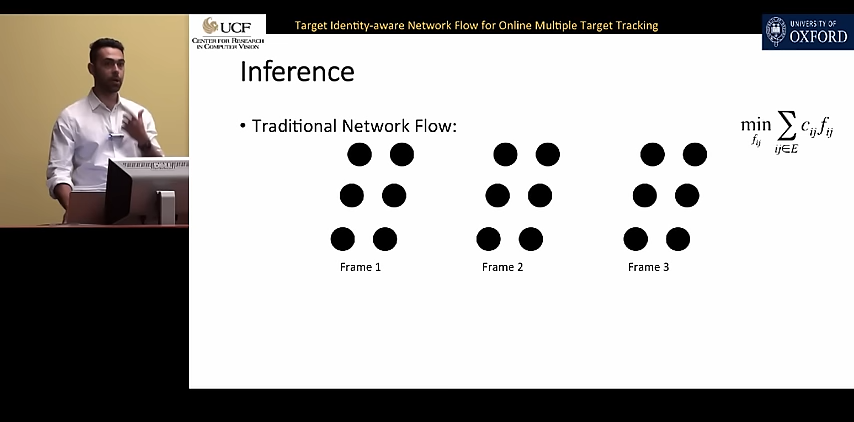 UCF
CENTER FOR RESEARCH
IN COMPUTER VISION
Target Identity-aware Network Flow for Online Multiple Target Tracking
UNIVERSITY OF
OXFORD
Inference
• Traditional Network Flow:
min ∑ c_ij f_ij
f_ij ij∈E
Frame 1 Frame 2 Frame 3